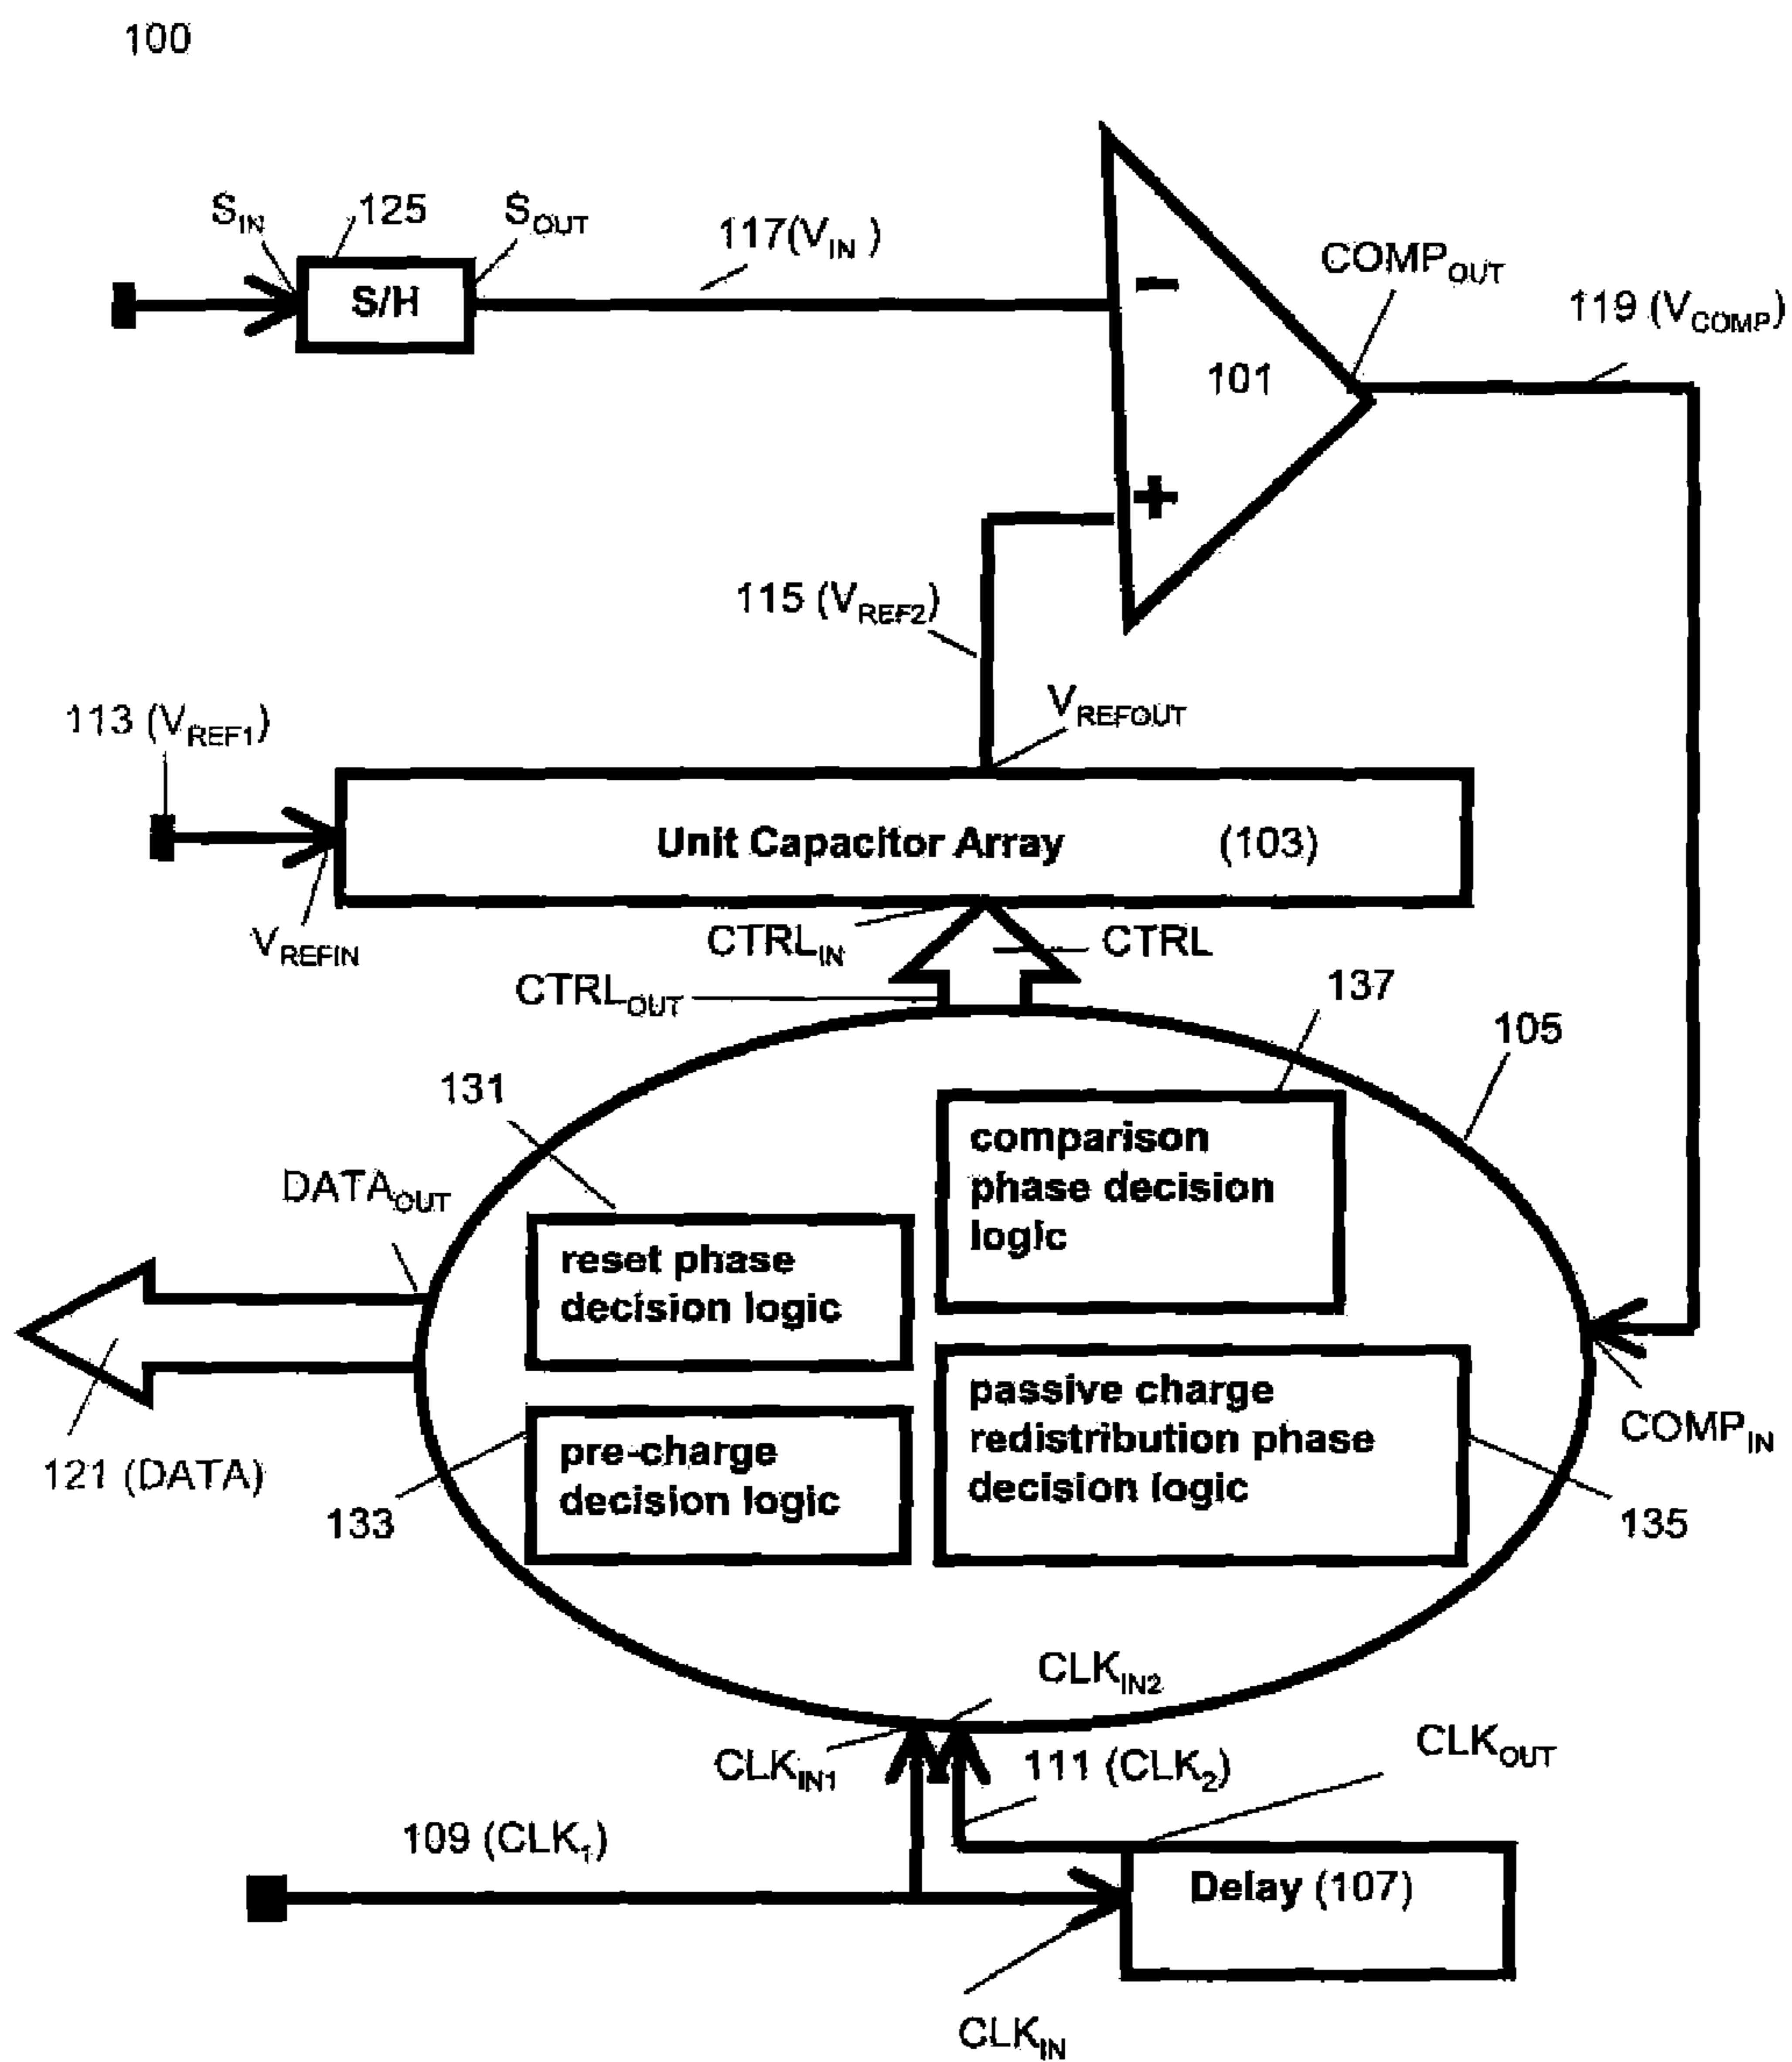 100
S_IN
125
S_OUT
117(V_IN )
COMP_OUT
119 (V_COMP)
S/H
−
101
+
115 (V_REF2)
V_REFOUT
113 (V_REF1)
Unit Capacitor Array (103)
V_REFIN
CTRL_IN
CTRL
CTRL_OUT
137
105
131
comparison
phase decision
logic
DATA_OUT
reset phase
decision logic
passive charge
redistribution phase
decision logic
COMP_IN
121 (DATA)
pre-charge
decision logic
133
135
CLK_IN2
CLK_IN1
111 (CLK_2)
CLK_OUT
109 (CLK_1)
Delay (107)
CLK_IN